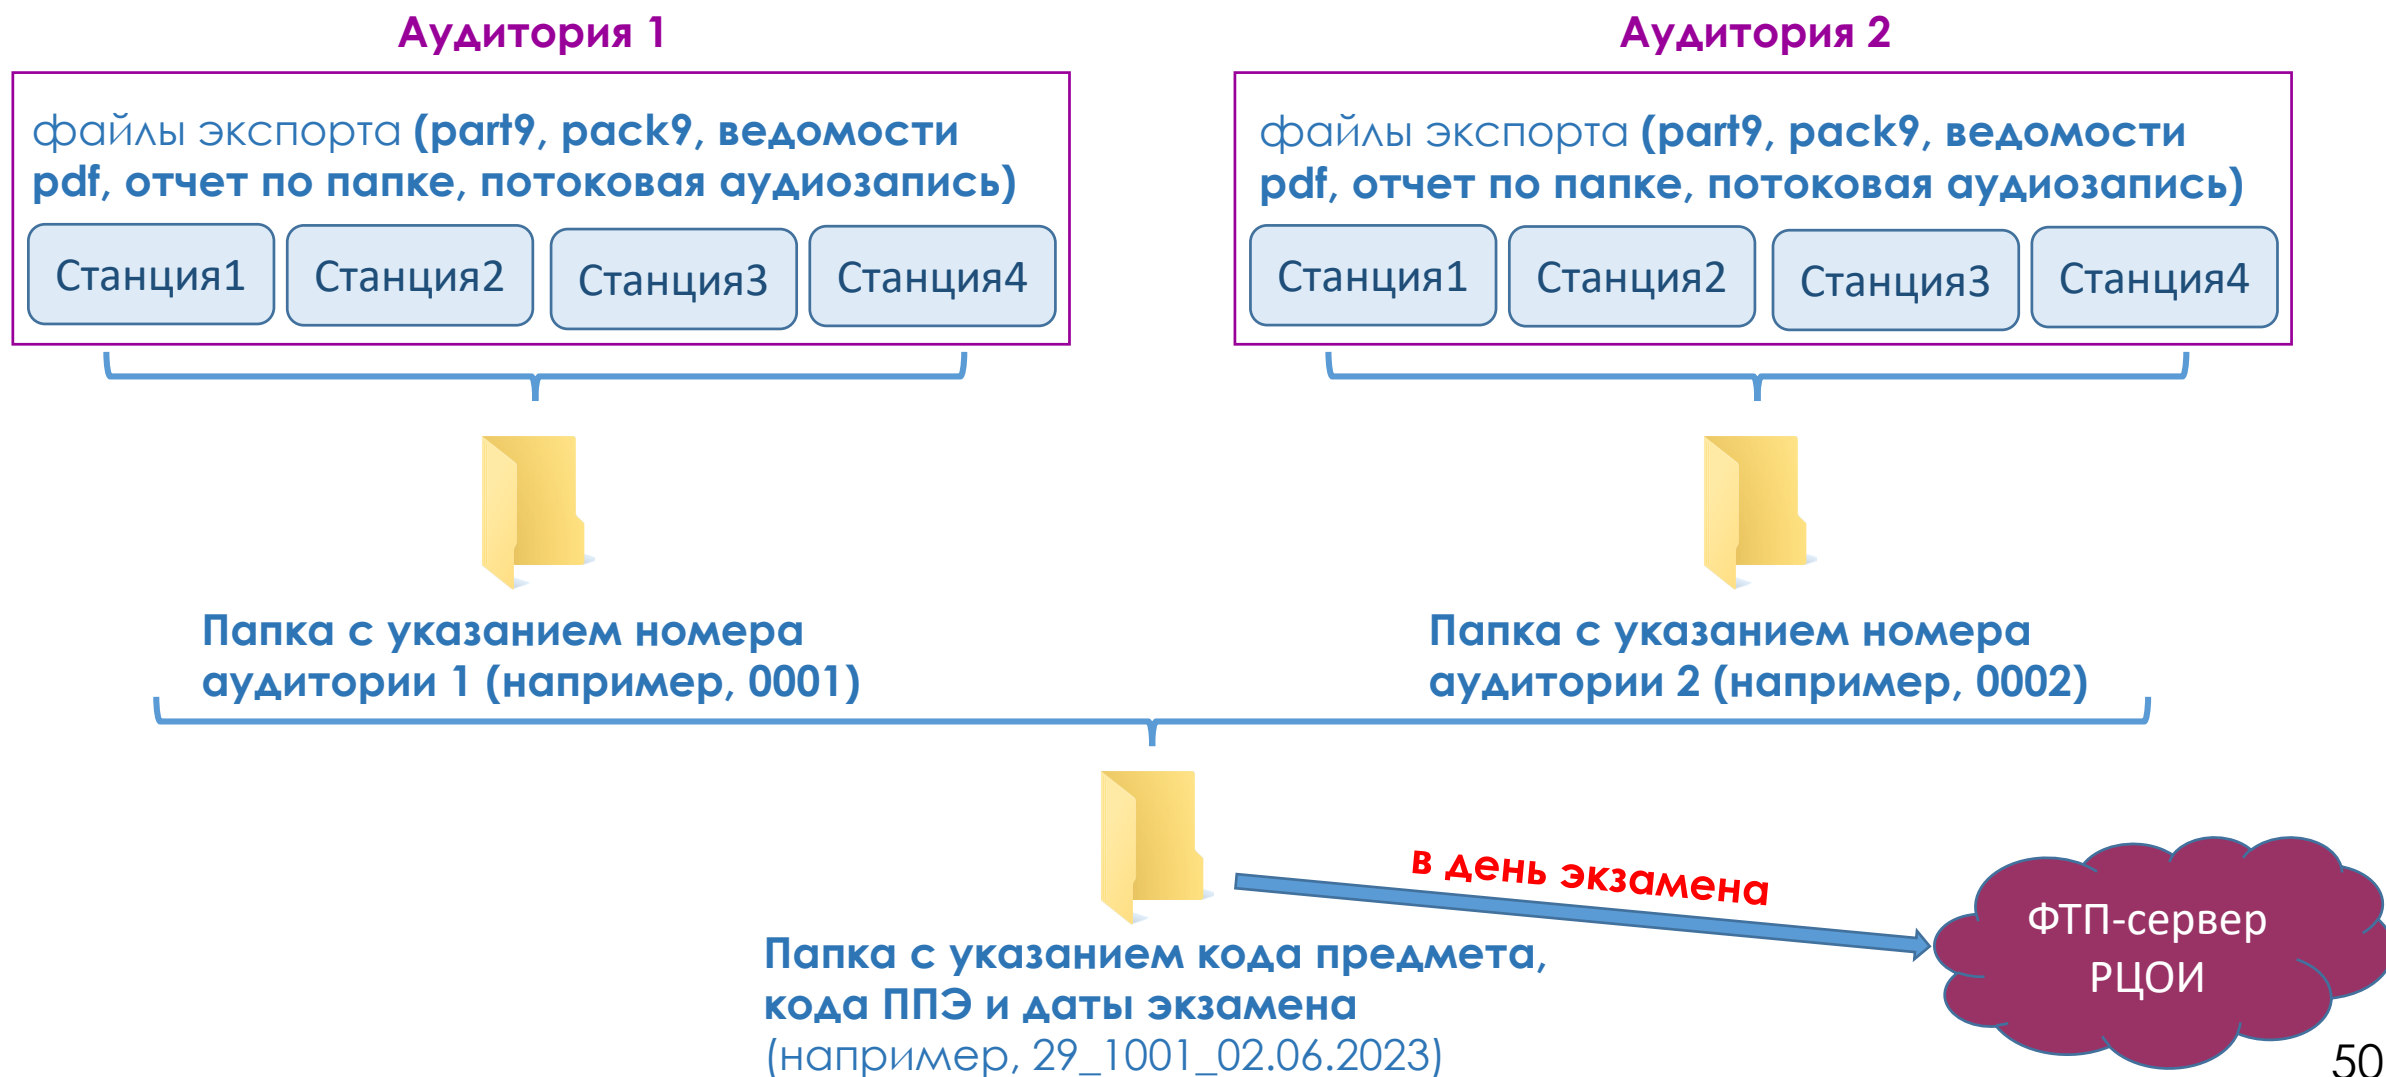 Аудитория 1
файлы экспорта (part9, pack9, ведомости
pdf, отчет по папке, потоковая аудиозапись)
Станция1
Станция2
Станция3
Станция4
Аудитория 2
файлы экспорта (part9, pack9, ведомости
pdf, отчет по папке, потоковая аудиозапись)
Станция1
Станция2
Станция3
Станция4
Папка с указанием номера
аудитории 1 (например, 0001)
Папка с указанием номера
аудитории 2 (например, 0002)
в день экзамена
Папка с указанием кода предмета,
кода ППЭ и даты экзамена
(например, 29_1001_02.06.2023)
ФТП-сервер
РЦОИ
50